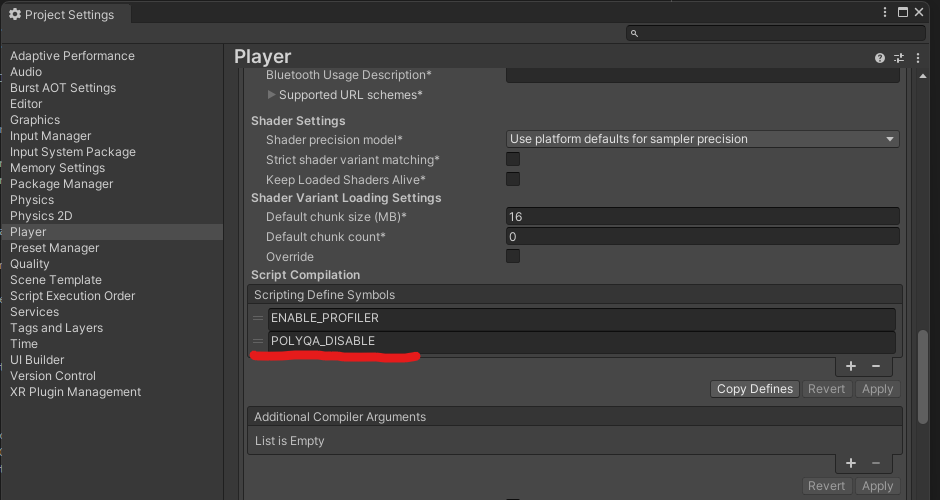 Project Settings
Adaptive Performance
Audio
Burst AOT Settings
Editor
Graphics
Input Manager
Input System Package
Memory Settings
Package Manager
Physics
Physics 2D
Player
Preset Manager
Quality
Scene Template
Script Execution Order
Services
Tags and Layers
Time
UI Builder
Version Control
XR Plugin Management
Player
Bluetooth Usage Description*
Supported URL schemes*
Shader Settings
Shader precision model* Use platform defaults for sampler precision
Strict shader variant matching*
Keep Loaded Shaders Alive*
Shader Variant Loading Settings
Default chunk size (MB)* 16
Default chunk count* 0
Override
Script Compilation
Scripting Define Symbols
ENABLE_PROFILER
POLYQA_DISABLE
Copy Defines Revert Apply
Additional Compiler Arguments
List is Empty
Revert Apply